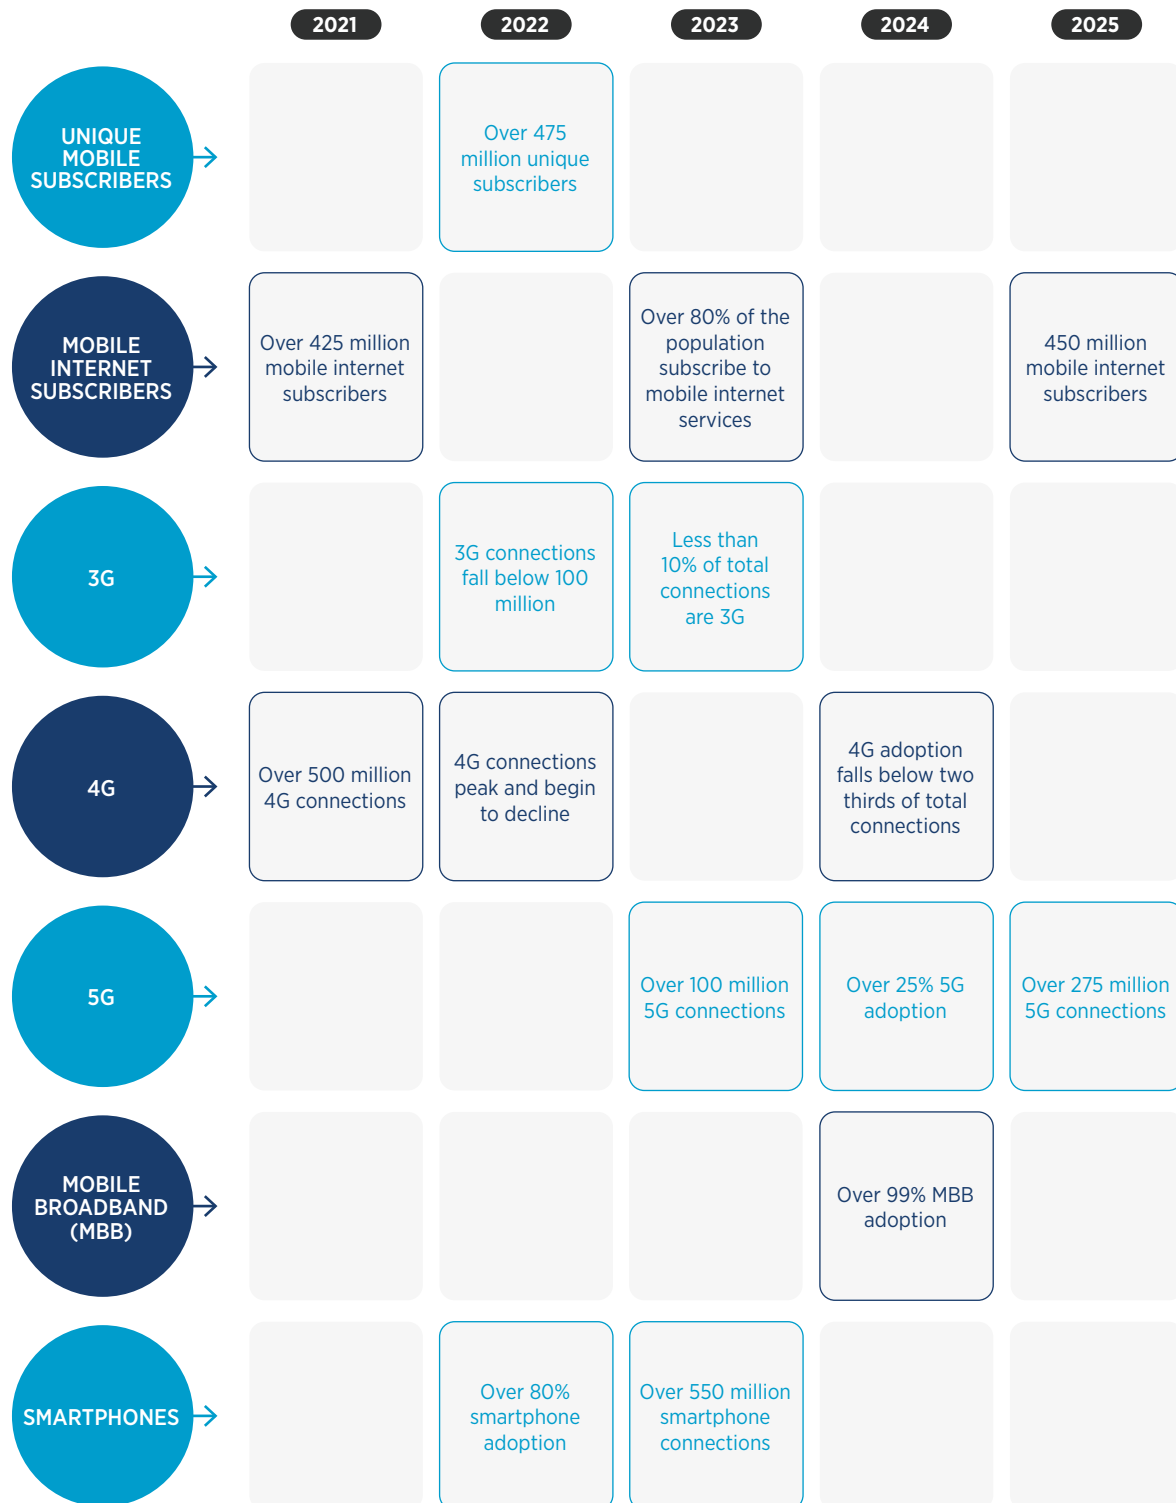 2021 2022 2023 2024 2025
UNIQUE
MOBILE
SUBSCRIBERS
Over 475
million unique
subscribers
MOBILE
INTERNET
SUBSCRIBERS
Over 425 million
mobile internet
subscribers
Over 80% of the
population
subscribe to
mobile internet
services
450 million
mobile internet
subscribers
3G
3G connections
fall below 100
million
Less than
10% of total
connections
are 3G
4G
Over 500 million
4G connections
4G connections
peak and begin
to decline
4G adoption
falls below two
thirds of total
connections
5G
Over 100 million
5G connections
Over 25% 5G
adoption
Over 275 million
5G connections
MOBILE
BROADBAND
(MBB)
Over 99% MBB
adoption
SMARTPHONES
Over 80%
smartphone
adoption
Over 550 million
smartphone
connections